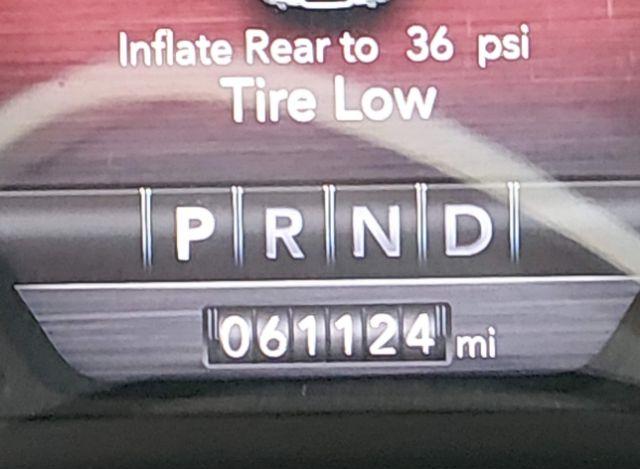 Inflate Rear to 36 psi
Tire Low
P R N D
061124 mi